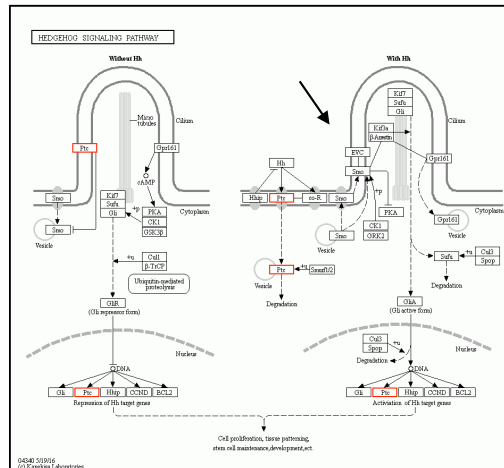 HEDGEHOG SIGNALING PATHWAY
Without Hh
With Hh
Micro
tubules
Cilium
Ptc
Gpr161
cAMP
Smo
Kif7
Sufu
Gli
+p
PKA
CK1
GSK3β
Cytoplasm
Smo
Vesicle
+u
Cul1
β-TrCP
Ubiquitin-mediated
proteolysis
GliR
(Gli repressor form)
Nucleus
DNA
Gli Ptc Hhip CCND BCL2
Repression of Hh target genes
Kif7
Sufu
Gli
Cilium
Kif3a
β-Arrestin
EVC
Smo
Gpr161
Hh
Hhip Ptc co-R Smo
PKA
+p
CK1
GRK2
Cytoplasm
Smo
Vesicle
Gpr161
Vesicle
Ptc
+u
Smurf1/2
Vesicle
Degradation
Sufu
+u
Cul3
Spop
Degradation
GliA
(Gli active form)
Cul3
Spop
+u
Degradation
Nucleus
DNA
Gli Ptc Hhip CCND BCL2
Activation of Hh target genes
Cell proliferation, tissue patterning,
stem cell maintenance,development,ect.
04340 5/19/16
(c) Kanehisa Laboratories